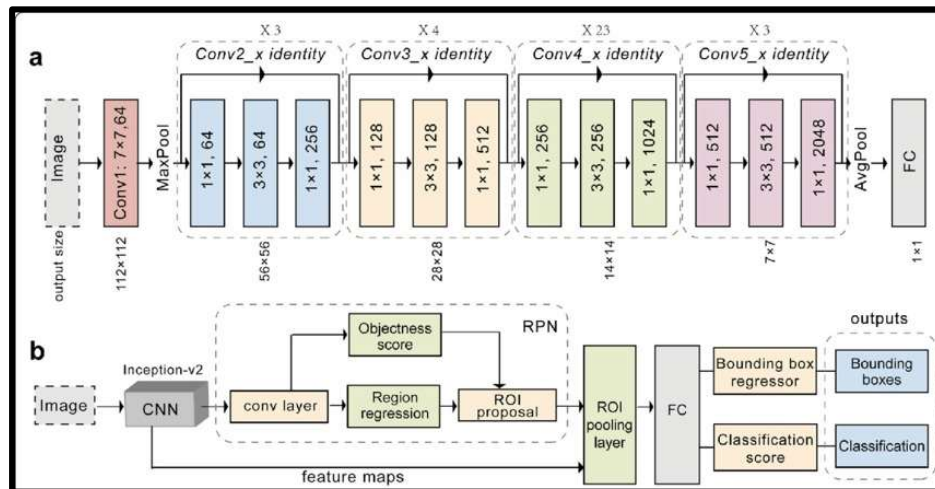 X 3
X 4
X 23
X 3
a
Conv2_x identity
Conv3_x identity
Conv4_x identity
Conv5_x identity
Image
Conv1: 7×7,64
MaxPool
1×1, 64
3×3, 64
1×1, 256
1×1, 128
3×3, 128
1×1, 512
1×1, 256
3×3, 256
1×1, 1024
1×1, 512
3×3, 512
1×1, 2048
AvgPool
FC
output size
112×112
56×56
28×28
14×14
7×7
1×1
b
RPN
outputs
Inception-v2
Image
CNN
conv layer
Objectness
score
Region
regression
ROI
proposal
ROI
pooling
layer
FC
Bounding box
regressor
Bounding
boxes
Classification
score
Classification
feature maps